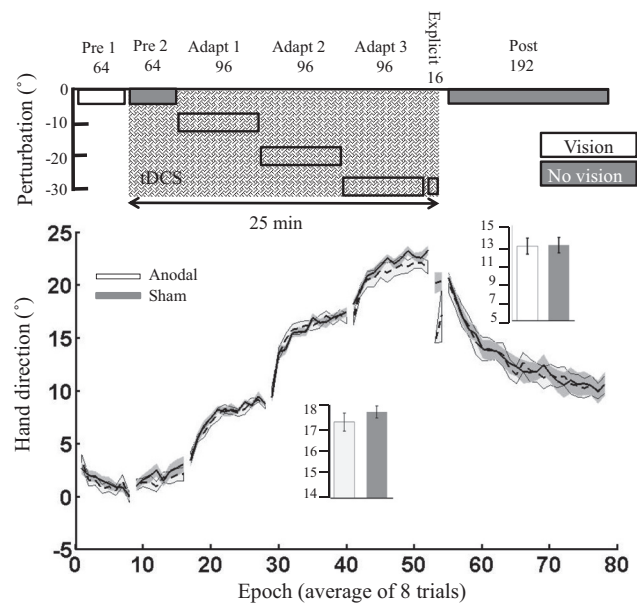 Pre 1 Pre 2 Adapt 1 Adapt 2 Adapt 3 Explicit Post
64 64 96 96 96 16 192
Perturbation (˚)
0
-10
-20
-30
tDCS
25 min
Vision
No vision
Hand direction (˚)
25
20
15
10
5
0
-5
Anodal
Sham
15
13
11
9
7
5
18
17
16
15
14
0 10 20 30 40 50 60 70 80
Epoch (average of 8 trials)